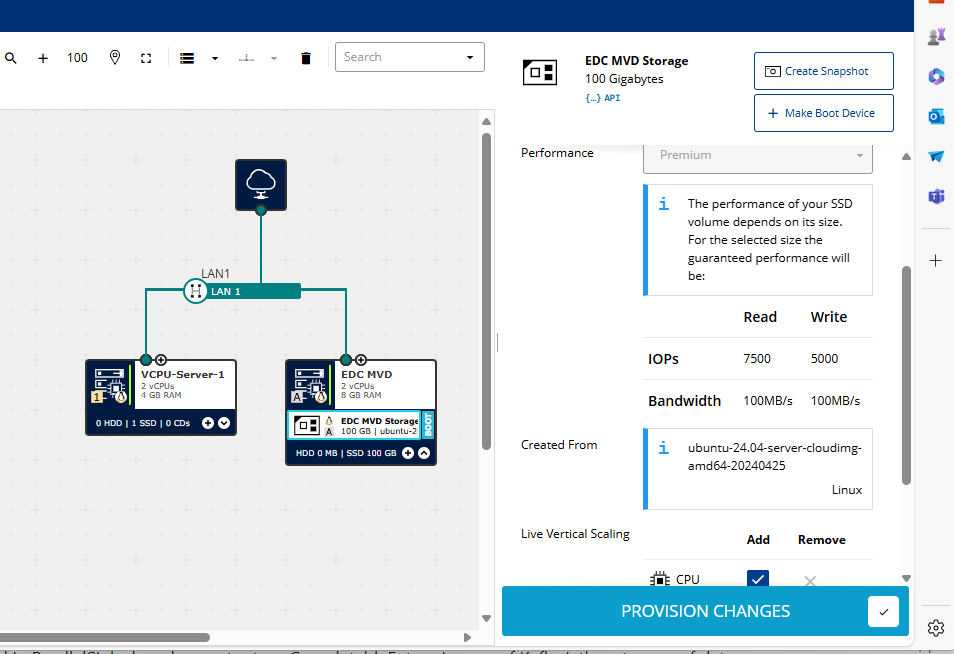 100
Search
EDC MVD Storage
100 Gigabytes
{...} API
Create Snapshot
+ Make Boot Device
Performance
Premium
i
The performance of your SSD
volume depends on its size.
For the selected size the
guaranteed performance will
be:
Read Write
IOPs 7500 5000
Bandwidth 100MB/s 100MB/s
Created From
i
ubuntu-24.04-server-cloudimg-
amd64-20240425
Linux
Live Vertical Scaling
Add Remove
CPU
PROVISION CHANGES
LAN1
LAN 1
VCPU-Server-1
2 vCPUs
4 GB RAM
1
0 HDD | 1 SSD | 0 CDs
EDC MVD
2 vCPUs
8 GB RAM
A
EDC MVD Storage
A
100 GB | ubuntu-2
BOOT
HDD 0 MB | SSD 100 GB